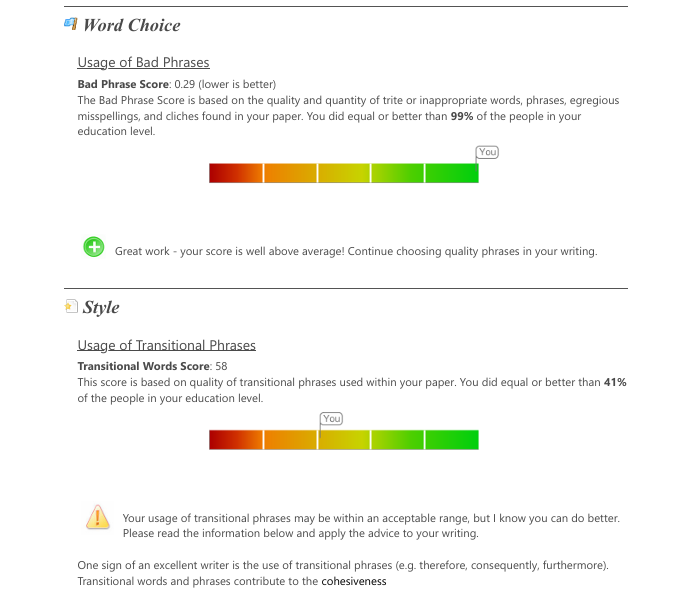 Word Choice
Usage of Bad Phrases
Bad Phrase Score: 0.29 (lower is better)
The Bad Phrase Score is based on the quality and quantity of trite or inappropriate words, phrases, egregious
misspellings, and cliches found in your paper. You did equal or better than 99% of the people in your
education level.
You
Great work - your score is well above average! Continue choosing quality phrases in your writing.
Style
Usage of Transitional Phrases
Transitional Words Score: 58
This score is based on quality of transitional phrases used within your paper. You did equal or better than 41%
of the people in your education level.
You
Your usage of transitional phrases may be within an acceptable range, but I know you can do better.
Please read the information below and apply the advice to your writing.
One sign of an excellent writer is the use of transitional phrases (e.g. therefore, consequently, furthermore).
Transitional words and phrases contribute to the cohesiveness